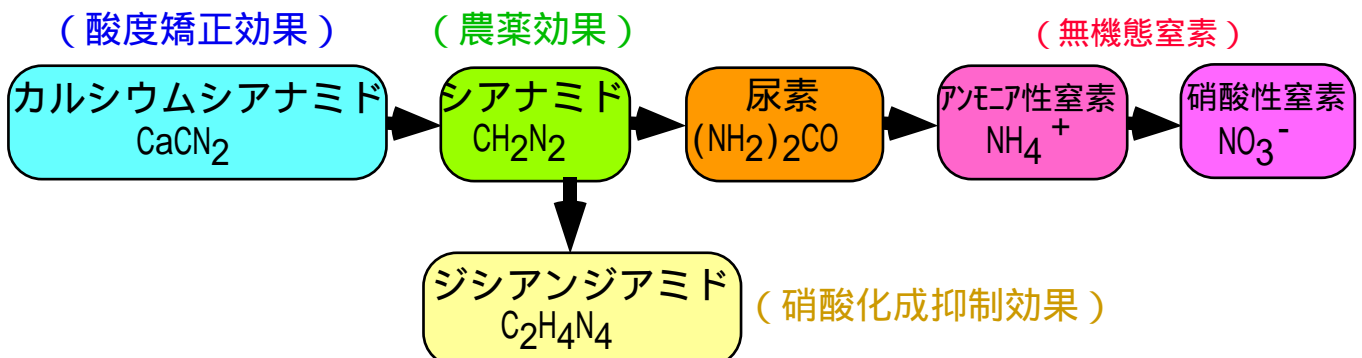 （酸度矯正効果）
（農薬効果）
（無機態窒素）
カルシウムシアナミド
CaCN2
シアナミド
CH2N2
尿素
(NH2)2CO
アンモニア性窒素
NH4+
硝酸性窒素
NO3-
ジシアンジアミド
C2H4N4
（硝酸化成抑制効果）